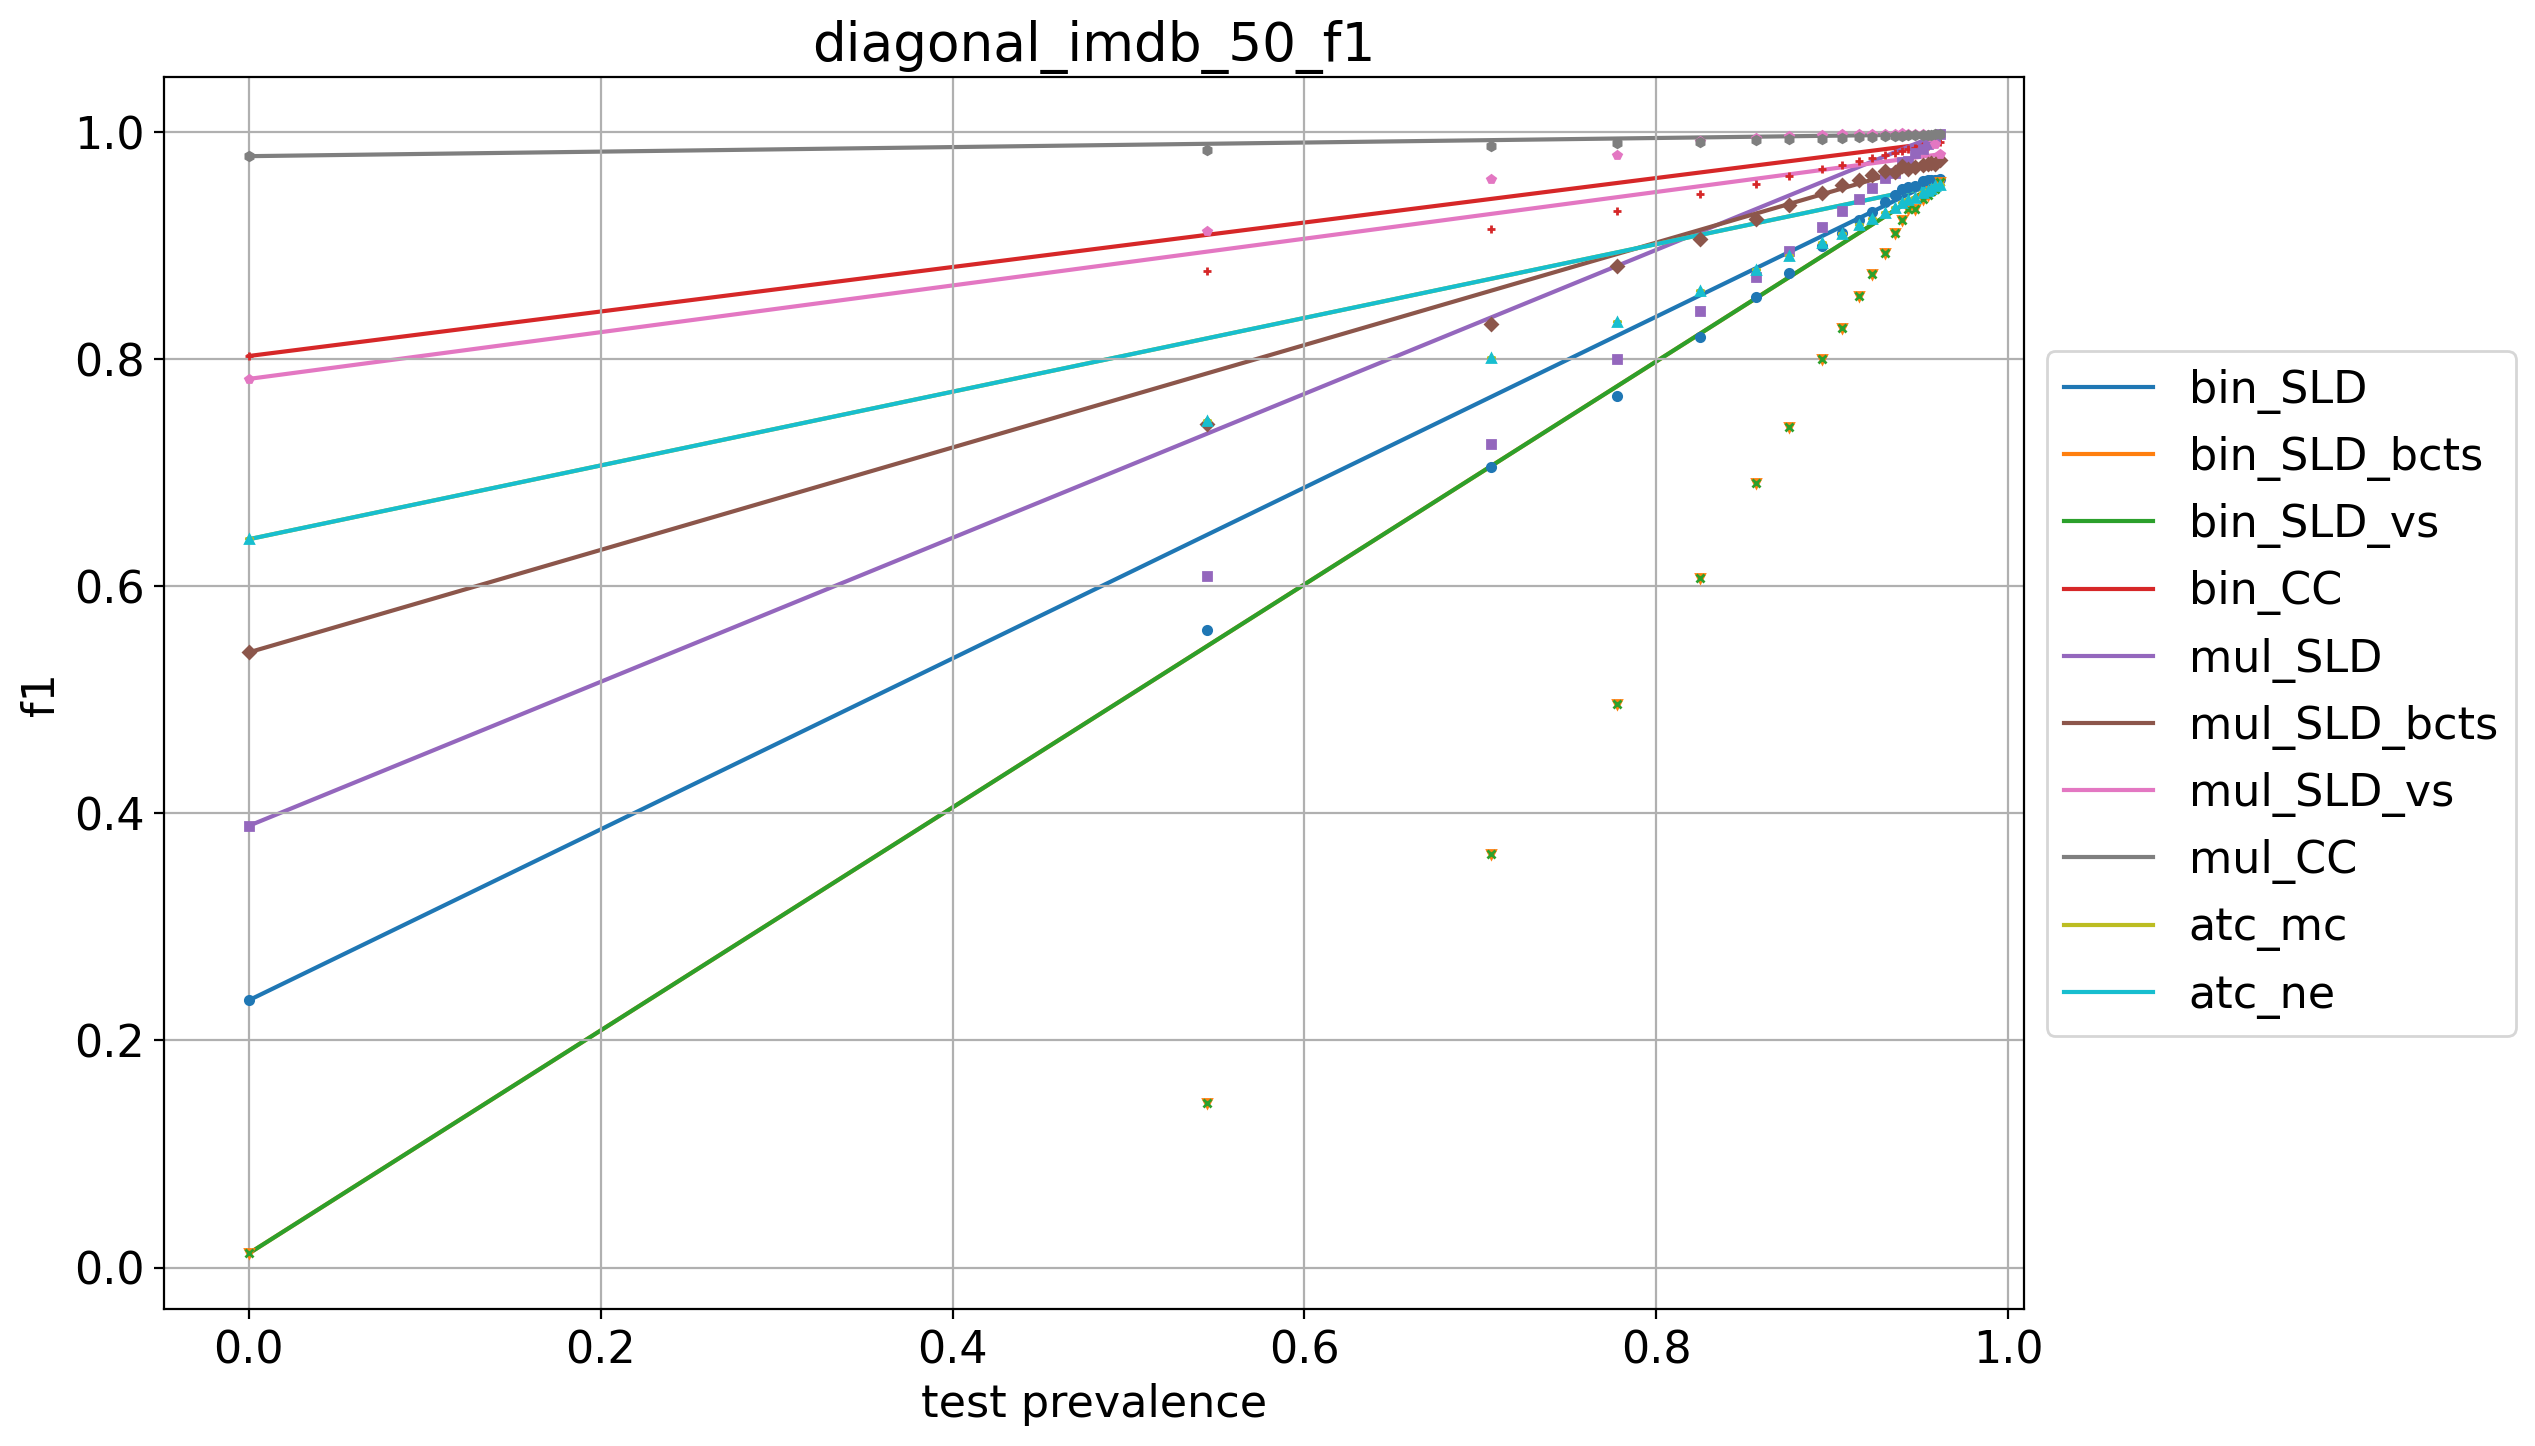 diagonal_imdb_50_f1
1.0
0.8
0.6
0.4
0.2
0.0
f1
0.0 0.2 0.4 0.6 0.8 1.0
test prevalence
bin_SLD
bin_SLD_bcts
bin_SLD_vs
bin_CC
mul_SLD
mul_SLD_bcts
mul_SLD_vs
mul_CC
atc_mc
atc_ne